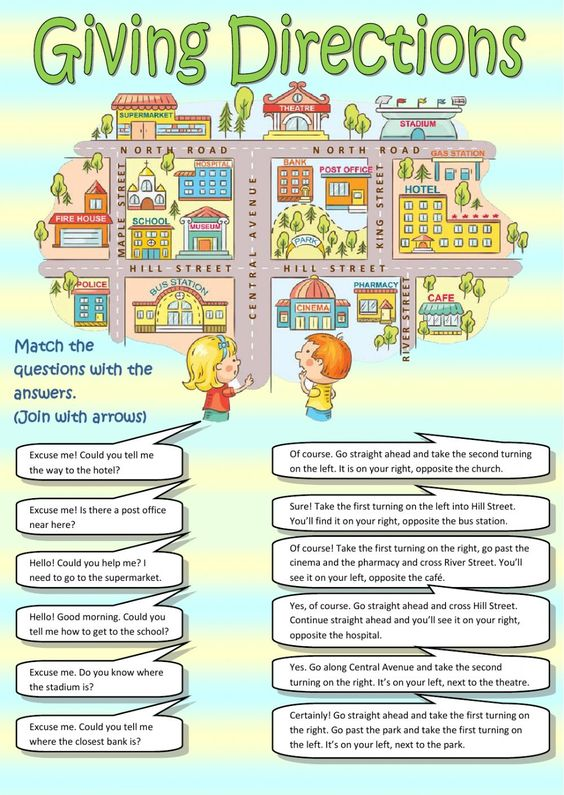 Giving Directions
SUPERMARKET
THEATRE
STADIUM
NORTH ROAD
NORTH ROAD
GAS STATION
HOSPITAL
BANK
POST OFFICE
HOTEL
FIRE HOUSE
MAPLE STREET
SCHOOL
MUSEUM
CENTRAL AVENUE
PARK
KING STREET
HILL STREET
HILL STREET
POLICE
BUS STATION
CINEMA
PHARMACY
RIVER STREET
CAFE
Match the
questions with the
answers.
(Join with arrows)
Excuse me! Could you tell me
the way to the hotel?
Excuse me! Is there a post office
near here?
Hello! Could you help me? I
need to go to the supermarket.
Hello! Good morning. Could you
tell me how to get to the school?
Excuse me. Do you know where
the stadium is?
Excuse me. Could you tell me
where the closest bank is?
Of course. Go straight ahead and take the second turning
on the left. It is on your right, opposite the church.
Sure! Take the first turning on the left into Hill Street.
You'll find it on your right, opposite the bus station.
Of course! Take the first turning on the right, go past the
cinema and the pharmacy and cross River Street. You'll
see it on your left, opposite the café.
Yes, of course. Go straight ahead and cross Hill Street.
Continue straight ahead and you'll see it on your right,
opposite the hospital.
Yes. Go along Central Avenue and take the second
turning on the right. It's on your left, next to the theatre.
Certainly! Go straight ahead and take the first turning on
the right. Go past the park and take the first turning on
the left. It's on your left, next to the park.